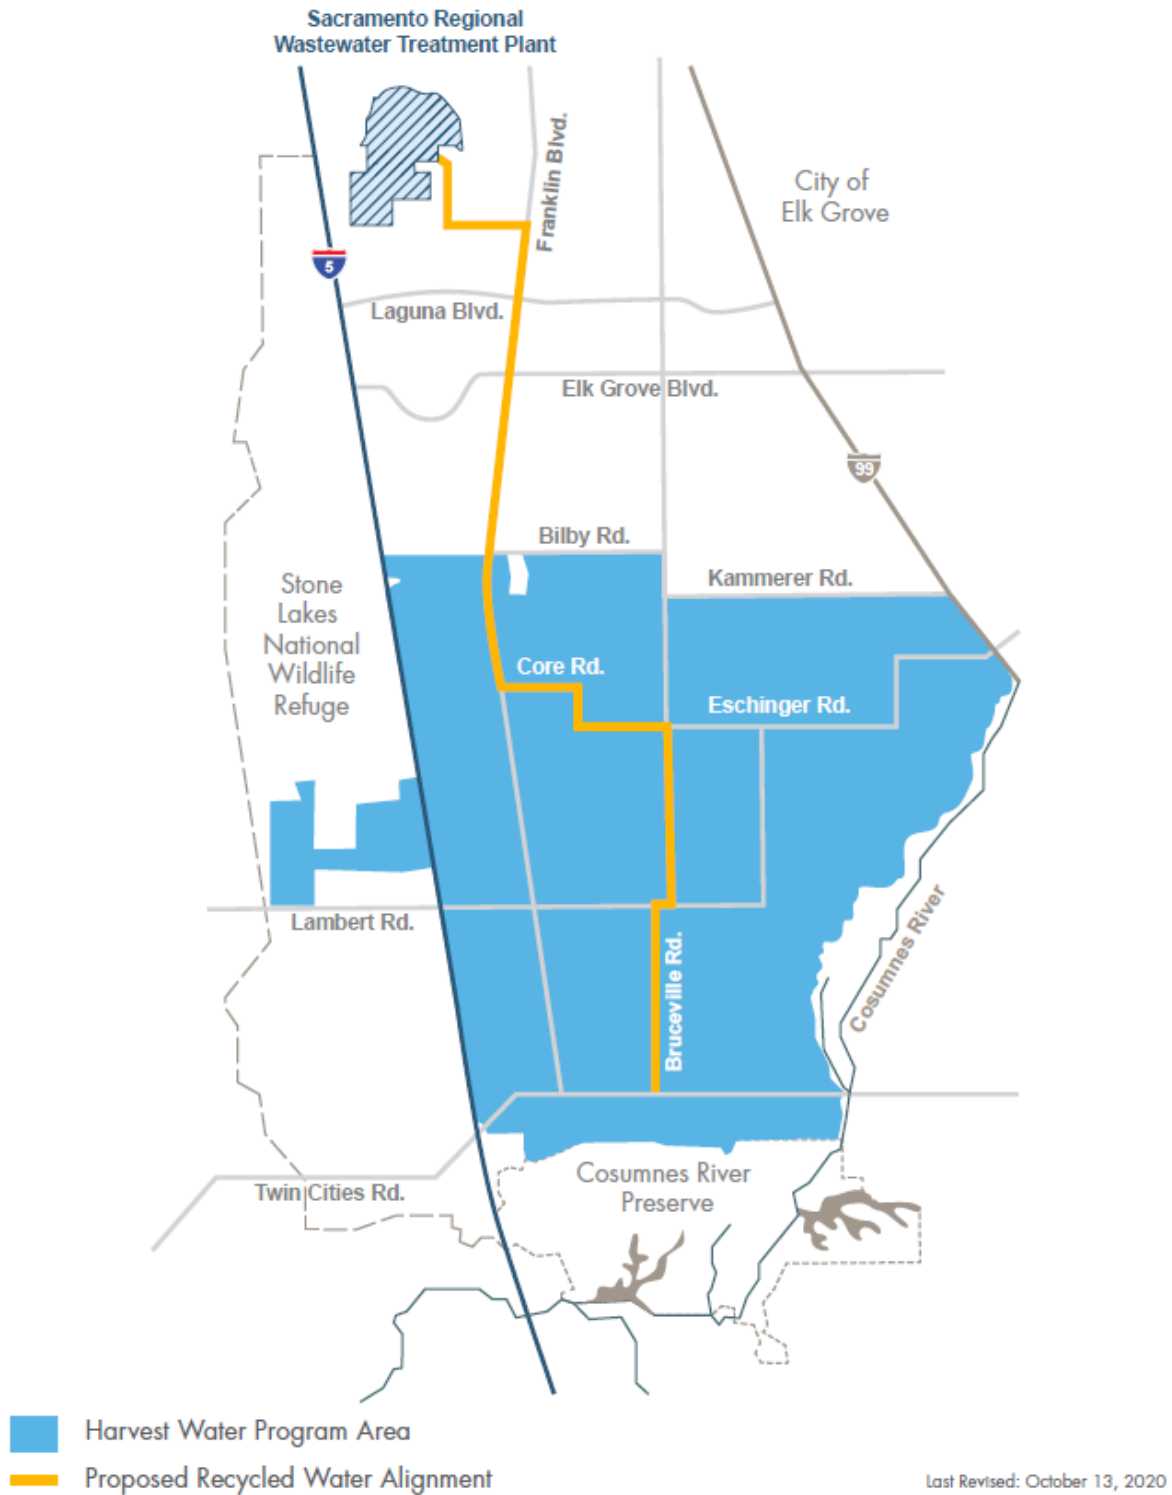 Sacramento Regional
Wastewater Treatment Plant
Franklin Blvd.
City of
Elk Grove
5
Laguna Blvd.
Elk Grove Blvd.
99
Bilby Rd.
Kammerer Rd.
Stone
Lakes
National
Wildlife
Refuge
Core Rd.
Eschinger Rd.
Lambert Rd.
Bruceville Rd.
Cosumnes River
Twin Cities Rd.
Cosumnes River
Preserve
Harvest Water Program Area
Proposed Recycled Water Alignment
Last Revised: October 13, 2020